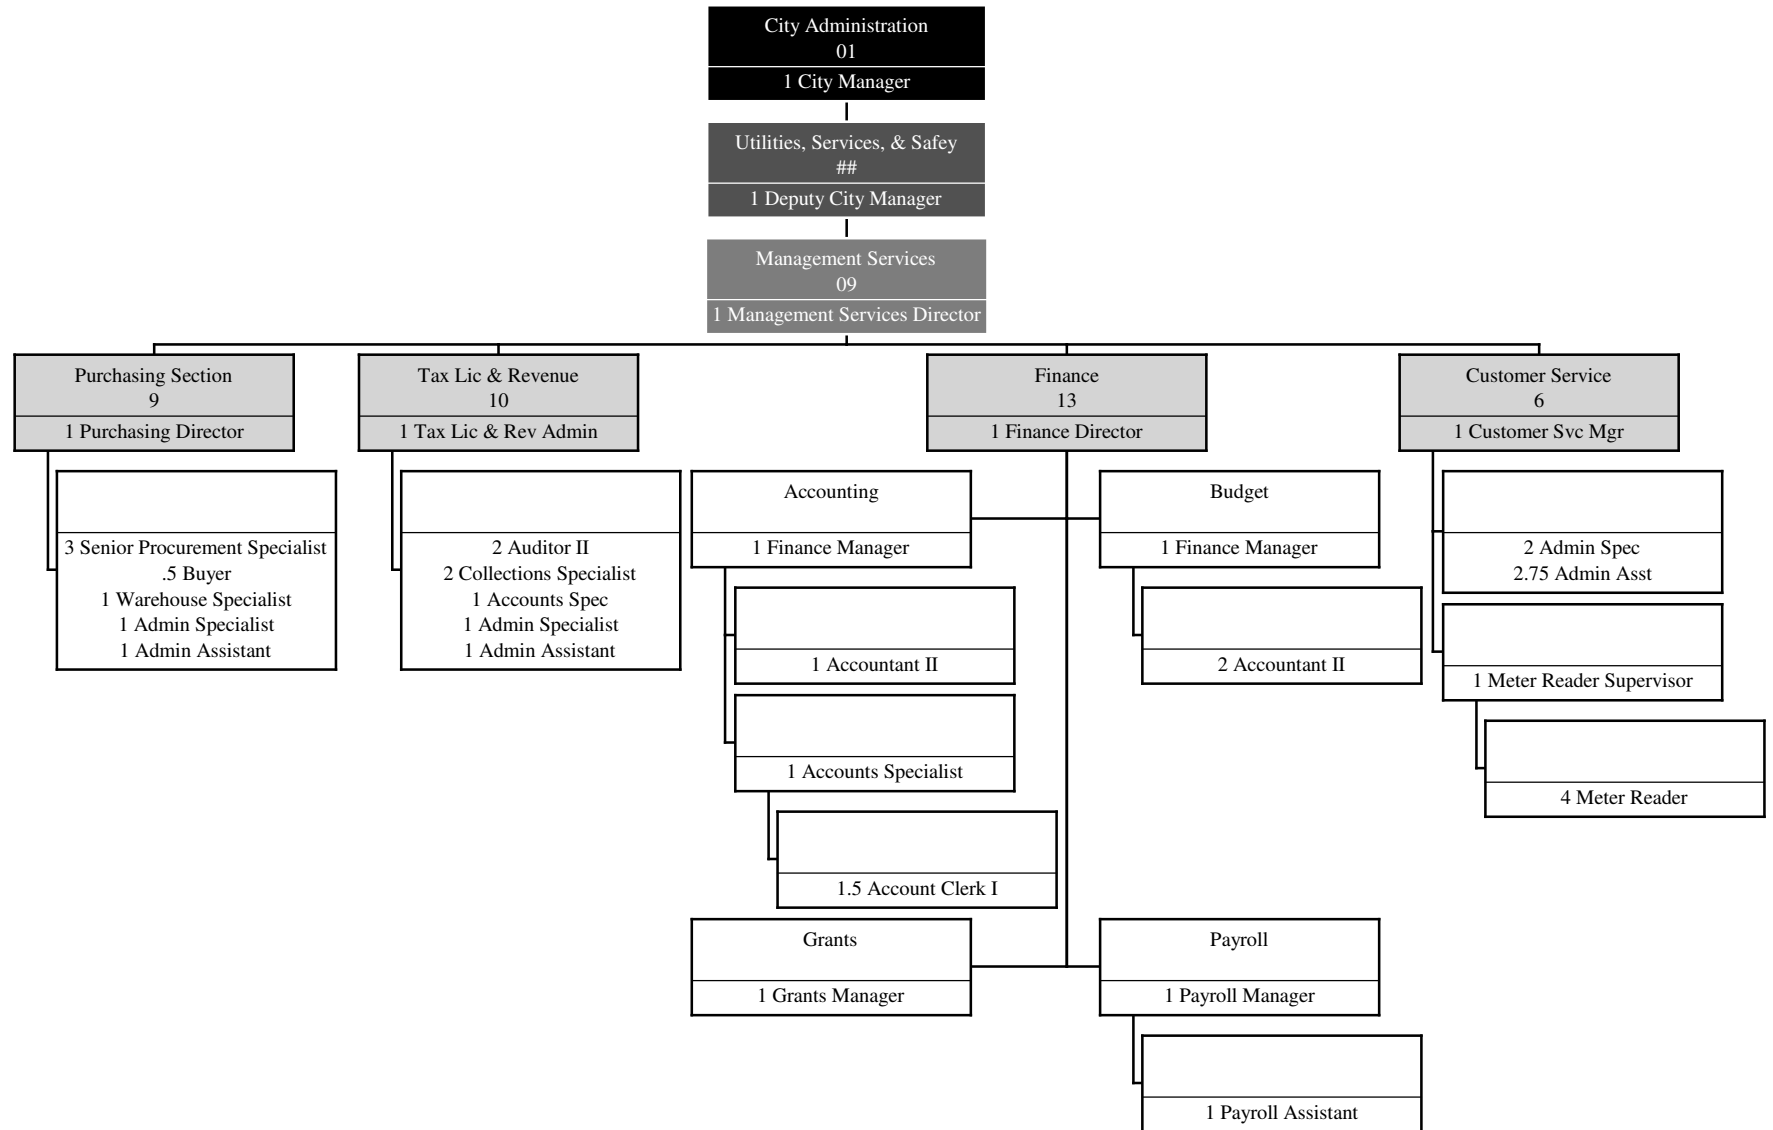 City Administration
01
1 City Manager
Utilities, Services, & Safey
##
1 Deputy City Manager
Management Services
09
1 Management Services Director
Purchasing Section
9
1 Purchasing Director
3 Senior Procurement Specialist
.5 Buyer
1 Warehouse Specialist
1 Admin Specialist
1 Admin Assistant
Tax Lic & Revenue
10
1 Tax Lic & Rev Admin
2 Auditor II
2 Collections Specialist
1 Accounts Spec
1 Admin Specialist
1 Admin Assistant
Finance
13
1 Finance Director
Accounting
1 Finance Manager
1 Accountant II
1 Accounts Specialist
1.5 Account Clerk I
Budget
1 Finance Manager
2 Accountant II
Grants
1 Grants Manager
Payroll
1 Payroll Manager
1 Payroll Assistant
Customer Service
6
1 Customer Svc Mgr
2 Admin Spec
2.75 Admin Asst
1 Meter Reader Supervisor
4 Meter Reader